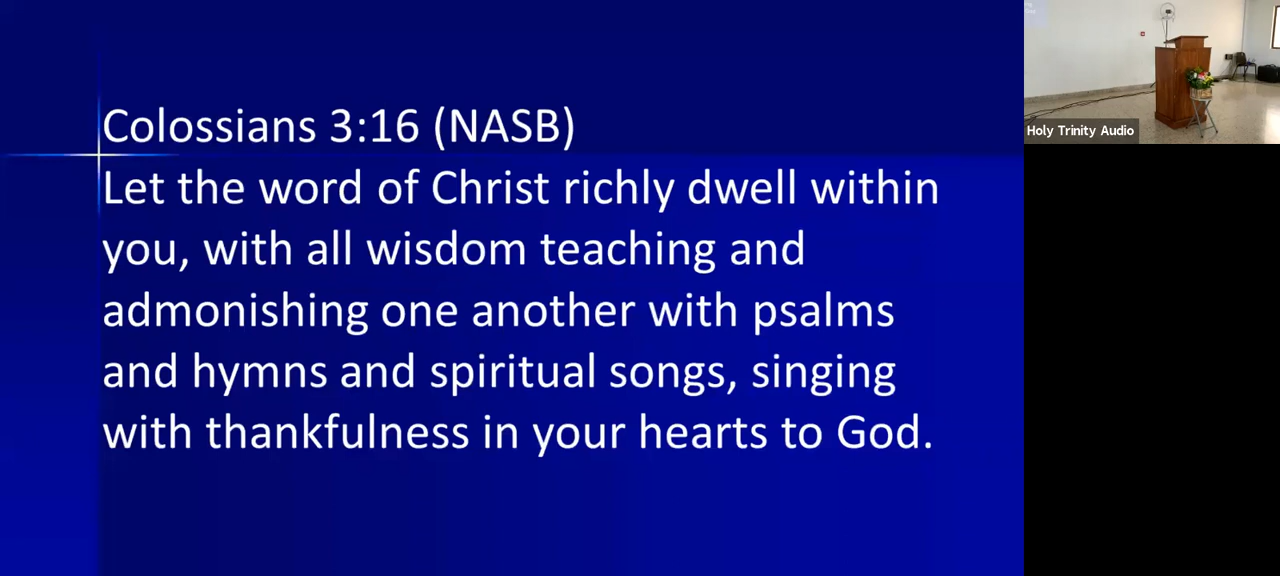 Colossians 3:16 (NASB)
Let the word of Christ richly dwell within
you, with all wisdom teaching and
admonishing one another with psalms
and hymns and spiritual songs, singing
with thankfulness in your hearts to God.
Holy Trinity Audio